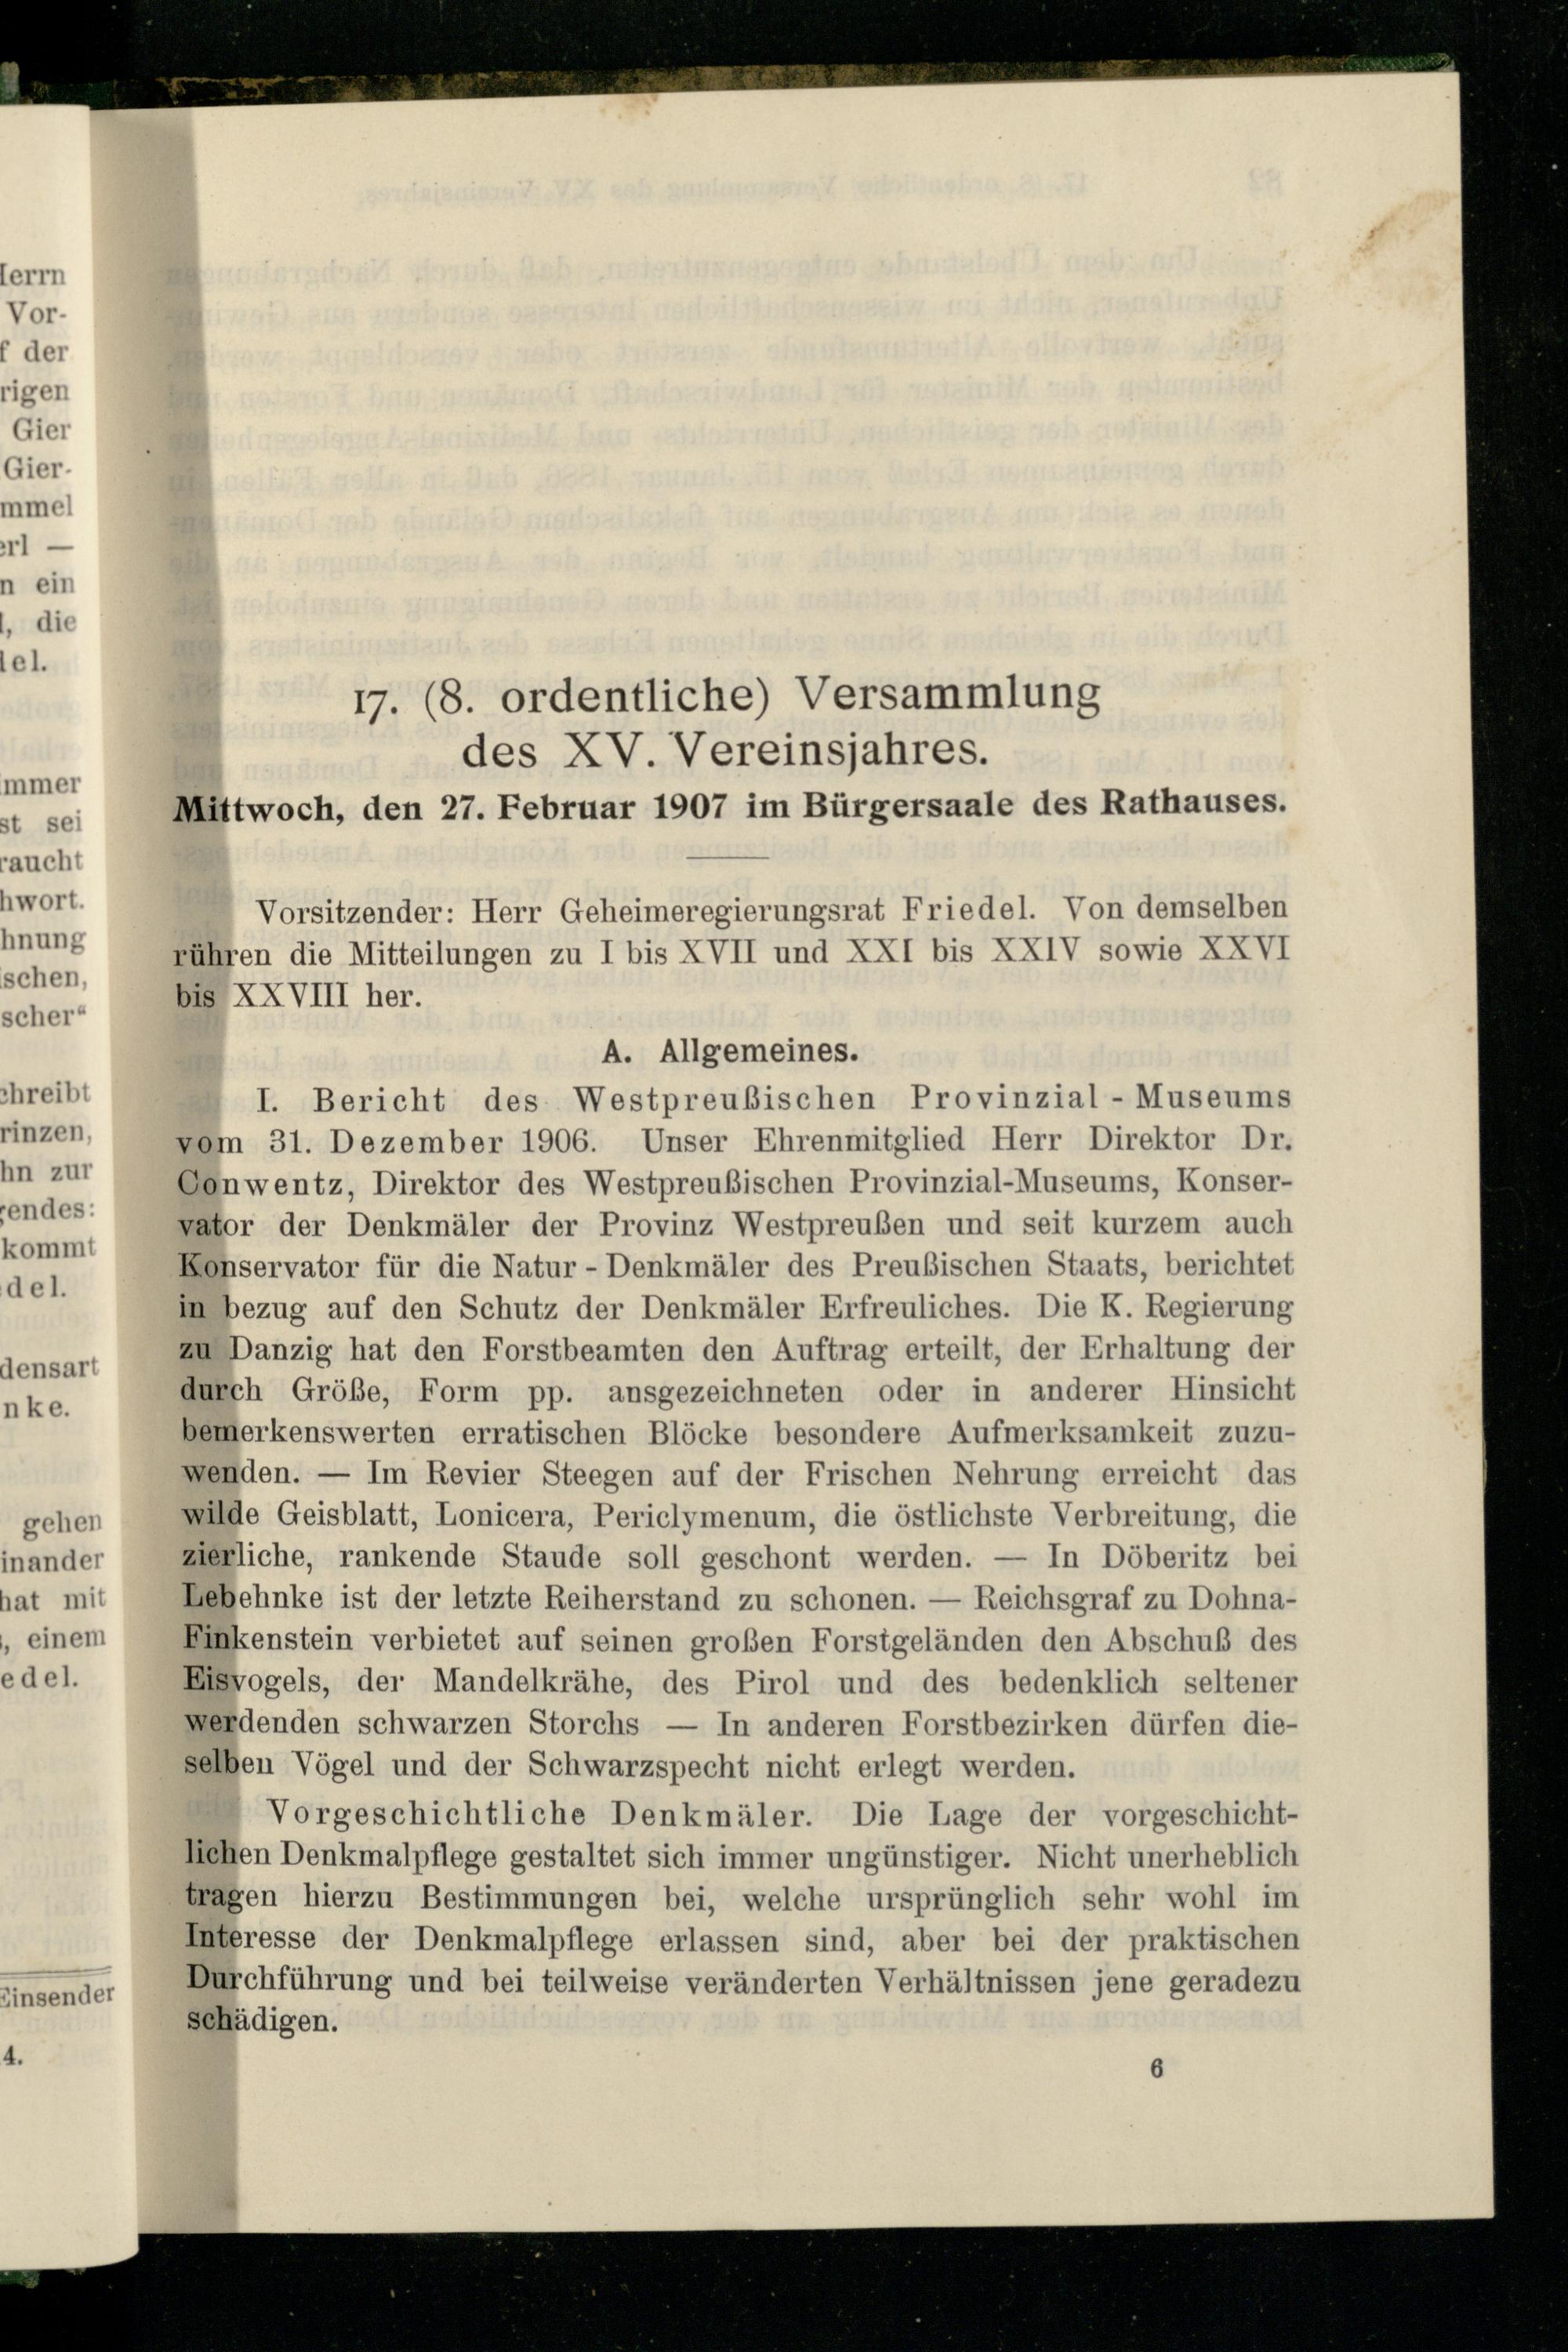 17. (8. ordentliche) Versammlung
des XV. Vereinsjahres.
Mittwoch, den 27. Februar 1907 im Bürgersaale des Rathauses.
Vorsitzender: Herr Geheimeregierungsrat Friedel. Von demselben
rühren die Mitteilungen zu I bis XVII und XXI bis XXIV sowie XXVI
bis XXVIII her.
A. Allgemeines.
I. Bericht des Westpreußischen Provinzial - Museums
vom 31. Dezember 1906. Unser Ehrenmitglied Herr Direktor Dr.
Conwentz, Direktor des Westpreußischen Provinzial-Museums, Konser-
vator der Denkmäler der Provinz Westpreußen und seit kurzem auch
Konservator für die Natur - Denkmäler des Preußischen Staats, berichtet
in bezug auf den Schutz der Denkmäler Erfreuliches. Die K. Regierung
zu Danzig hat den Forstbeamten den Auftrag erteilt, der Erhaltung der
durch Größe, Form pp. ausgezeichneten oder in anderer Hinsicht
bemerkenswerten erratischen Blöcke besondere Aufmerksamkeit zuzu-
wenden. — Im Revier Steegen auf der Frischen Nehrung erreicht das
wilde Geisblatt, Lonicera, Periclymenum, die östlichste Verbreitung, die
zierliche, rankende Staude soll geschont werden. — In Döberitz bei
Lebehnke ist der letzte Reiherstand zu schonen. — Reichsgraf zu Dohna-
Finkenstein verbietet auf seinen großen Forstgeländen den Abschuß des
Eisvogels, der Mandelkrähe, des Pirol und des bedenklich seltener
werdenden schwarzen Storchs — In anderen Forstbezirken dürfen die-
selben Vögel und der Schwarzspecht nicht erlegt werden.
Vorgeschichtliche Denkmäler. Die Lage der vorgeschicht-
lichen Denkmalpflege gestaltet sich immer ungünstiger. Nicht unerheblich
tragen hierzu Bestimmungen bei, welche ursprünglich sehr wohl im
Interesse der Denkmalpflege erlassen sind, aber bei der praktischen
Durchführung und bei teilweise veränderten Verhältnissen jene geradezu
schädigen.
6